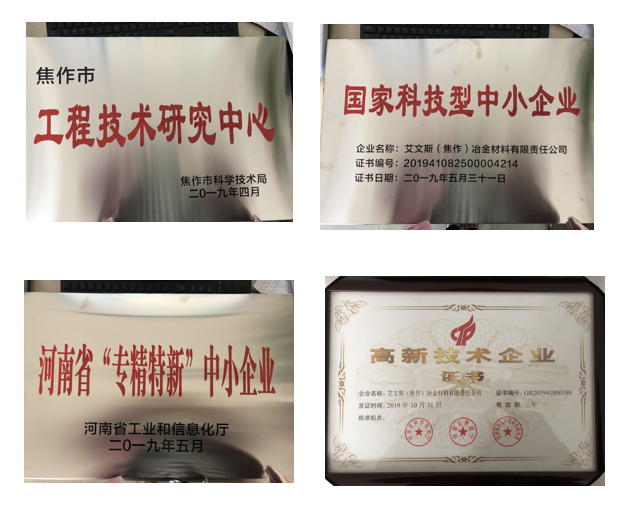 焦作市
工程技术研究中心
焦作市科学技术局
二0一九年四月
国家科技型中小企业
企业名称：艾文斯（焦作）冶金材料有限责任公司
证书编号：201941082500004214
证书日期：二0一九年五月三十一日
河南省“专精特新”中小企业
河南省工业和信息化厅
二0一九年五月
高新技术企业
证书
企业名称：艾文斯（焦作）冶金材料有限责任公司 证书编号：GR201941000190
发证时间：2019年10月31日 有效期：三年
批准机关：